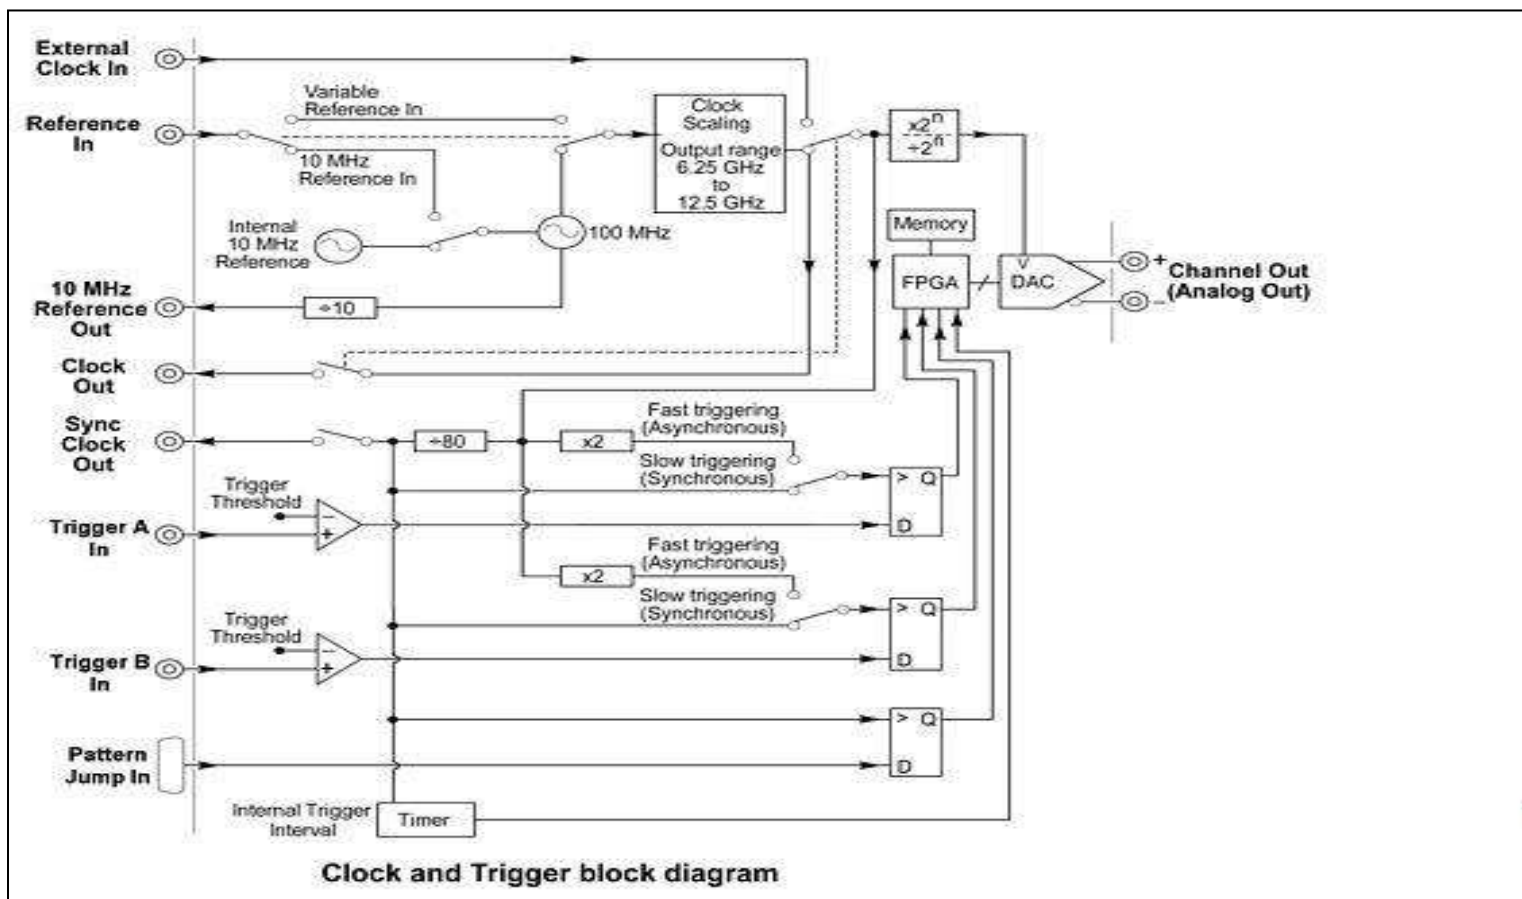 External
Clock In
Reference
In
Variable
Reference In
10 MHz
Reference In
Clock
Scaling
Output range
6.25 GHz
to
12.5 GHz
x2n
÷2n
Internal
10 MHz
Reference
100 MHz
Memory
FPGA
DAC
+
−
Channel Out
(Analog Out)
10 MHz
Reference
Out
÷10
Clock
Out
Sync
Clock
Out
÷80
x2
Fast triggering
(Asynchronous)
Slow triggering
(Synchronous)
> Q
D
Trigger
Threshold
−
+
Trigger A
In
x2
Fast triggering
(Asynchronous)
Slow triggering
(Synchronous)
> Q
D
Trigger
Threshold
−
+
Trigger B
In
> Q
D
Pattern
Jump In
Internal Trigger
Interval
Timer
Clock and Trigger block diagram